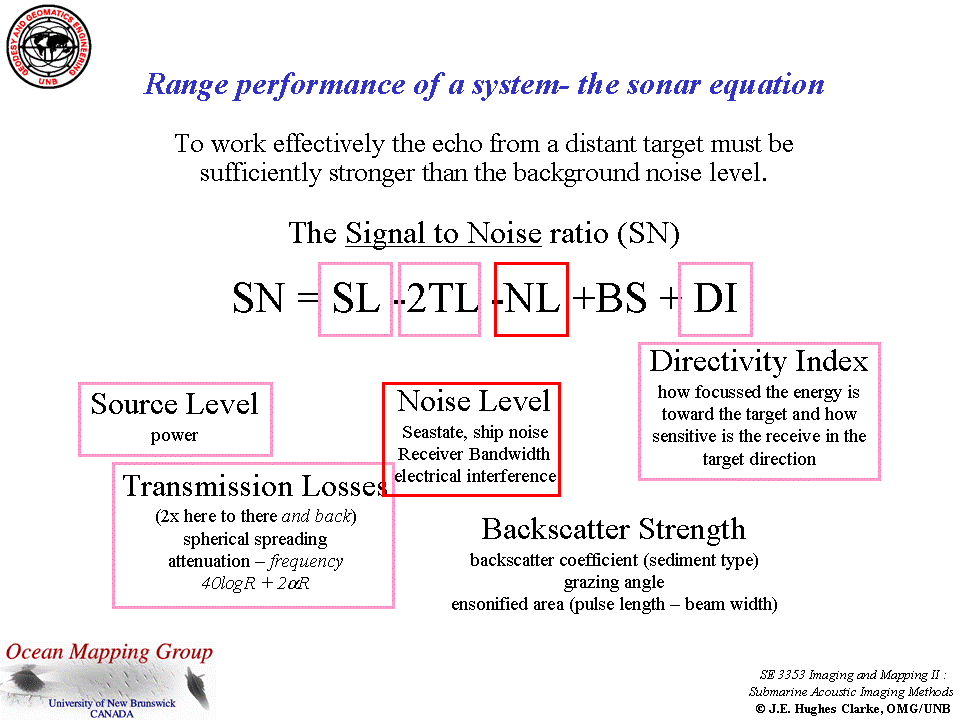 GEODESY AND GEOMATICS ENGINEERING
UNB
Range performance of a system- the sonar equation
To work effectively the echo from a distant target must be
sufficiently stronger than the background noise level.
The Signal to Noise ratio (SN)
SN = SL -2TL -NL +BS + DI
Directivity Index
how focussed the energy is
toward the target and how
sensitive is the receive in the
target direction
Source Level
power
Noise Level
Seastate, ship noise
Receiver Bandwidth
electrical interference
Transmission Losses
(2x here to there and back)
spherical spreading
attenuation – frequency
40logR + 2αR
Backscatter Strength
backscatter coefficient (sediment type)
grazing angle
ensonified area (pulse length – beam width)
Ocean Mapping Group
University of New Brunswick
CANADA
SE 3353 Imaging and Mapping II :
Submarine Acoustic Imaging Methods
© J.E. Hughes Clarke, OMG/UNB